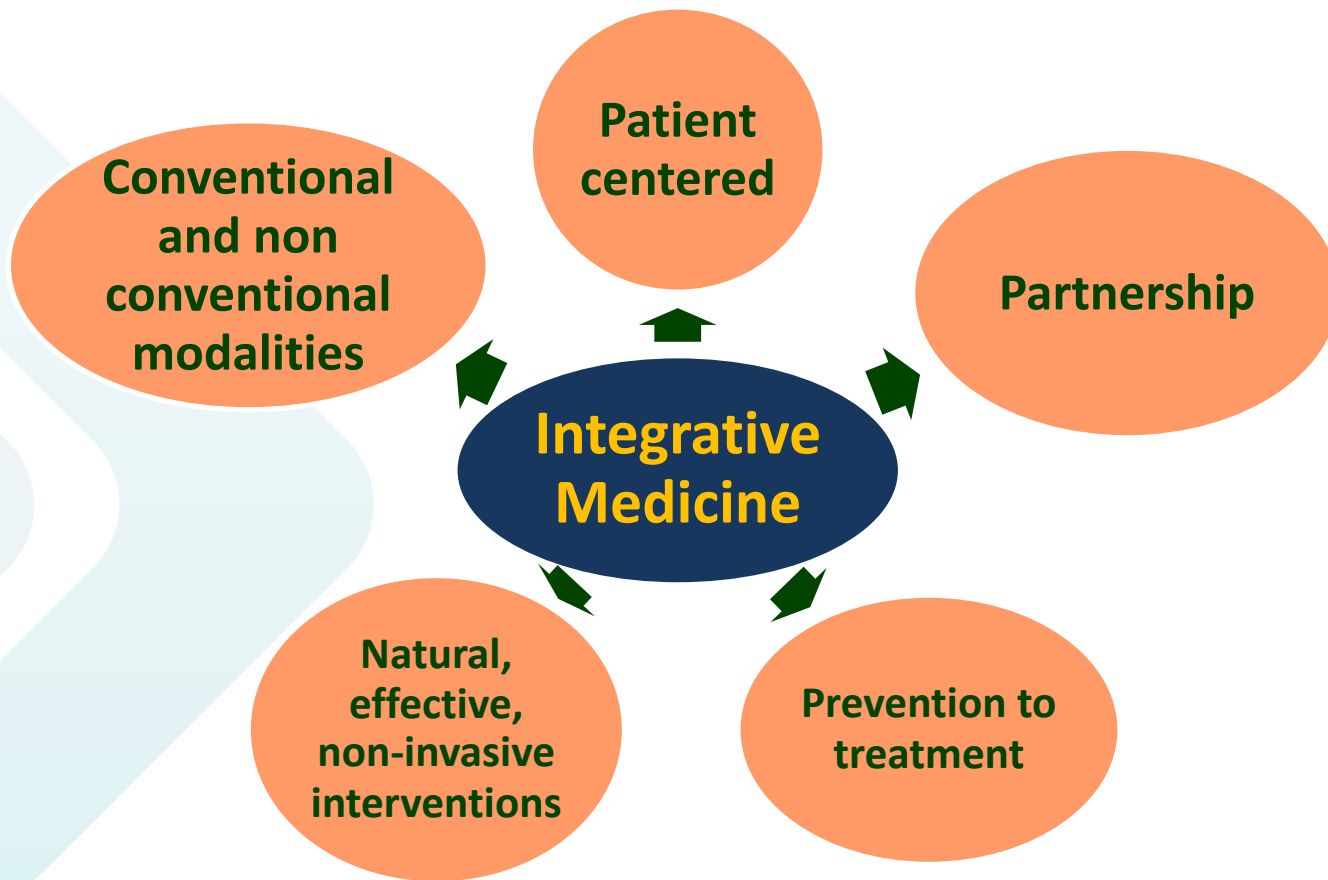 Patient
centered
Conventional
and non
conventional
modalities
Partnership
Integrative
Medicine
Natural,
effective,
non-invasive
interventions
Prevention to
treatment